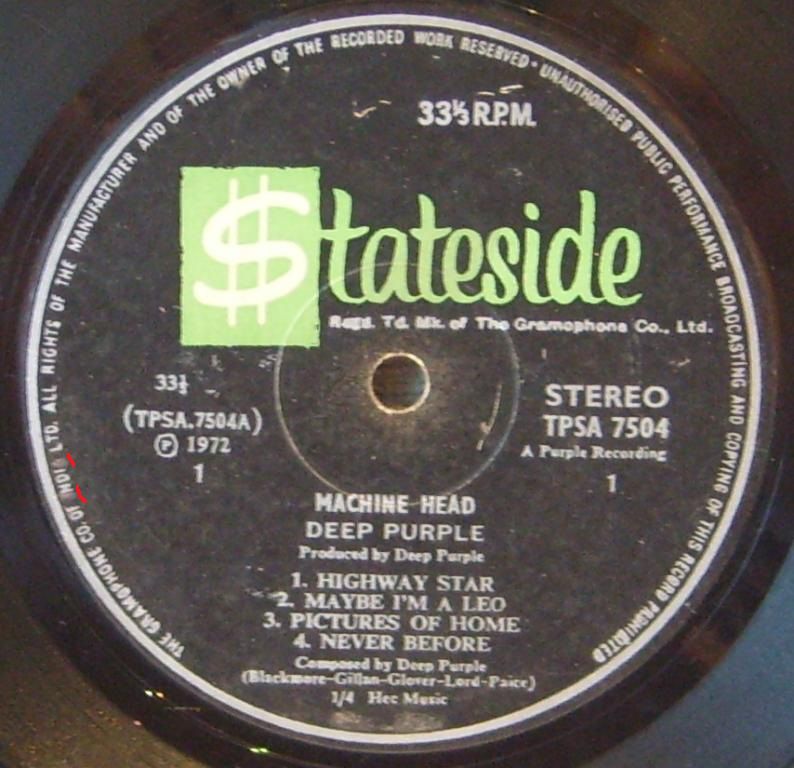 THE GRAMOPHONE CO. OF INDIA LTD. ALL RIGHTS OF THE MANUFACTURER AND OF THE OWNER OF THE RECORDED WORK RESERVED • UNAUTHORISED PUBLIC PERFORMANCE BROADCASTING AND COPYING OF THIS RECORD PROHIBITED
33⅓ R.P.M.
$tateside
Regd. Td. Mk. of The Gramophone Co., Ltd.
33⅓
(TPSA.7504A)
℗ 1972
1
STEREO
TPSA 7504
A Purple Recording
1
MACHINE HEAD
DEEP PURPLE
Produced by Deep Purple
1. HIGHWAY STAR
2. MAYBE I'M A LEO
3. PICTURES OF HOME
4. NEVER BEFORE
Composed by Deep Purple
(Blackmore-Gillan-Glover-Lord-Paice)
1/4 Hec Music